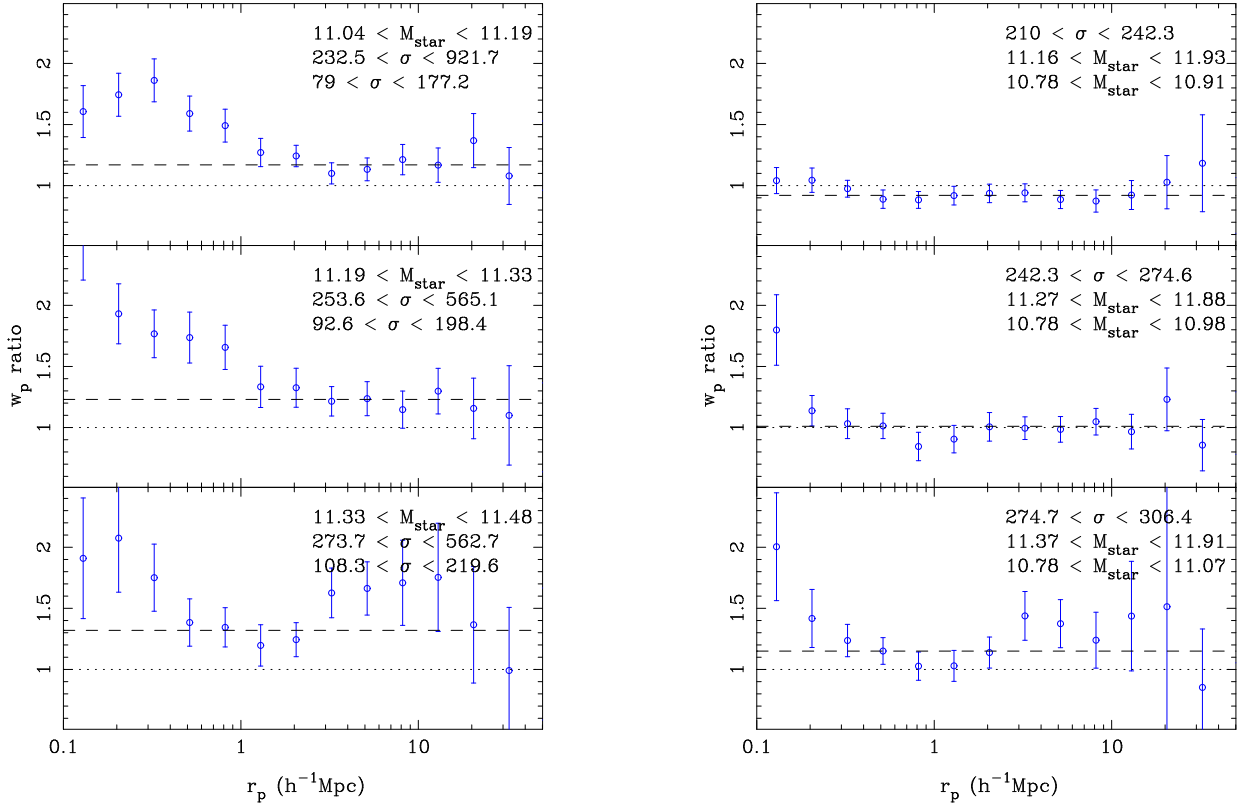 11.04 < M_star < 11.19
232.5 < σ < 921.7
79 < σ < 177.2
2
1.5
1
11.19 < M_star < 11.33
253.6 < σ < 565.1
92.6 < σ < 198.4
2
1.5
1
w_p ratio
11.33 < M_star < 11.48
273.7 < σ < 562.7
108.3 < σ < 219.6
2
1.5
1
0.1 1 10
r_p (h^-1Mpc)
210 < σ < 242.3
11.16 < M_star < 11.93
10.78 < M_star < 10.91
2
1.5
1
242.3 < σ < 274.6
11.27 < M_star < 11.88
10.78 < M_star < 10.98
2
1.5
1
w_p ratio
274.7 < σ < 306.4
11.37 < M_star < 11.91
10.78 < M_star < 11.07
2
1.5
1
0.1 1 10
r_p (h^-1Mpc)